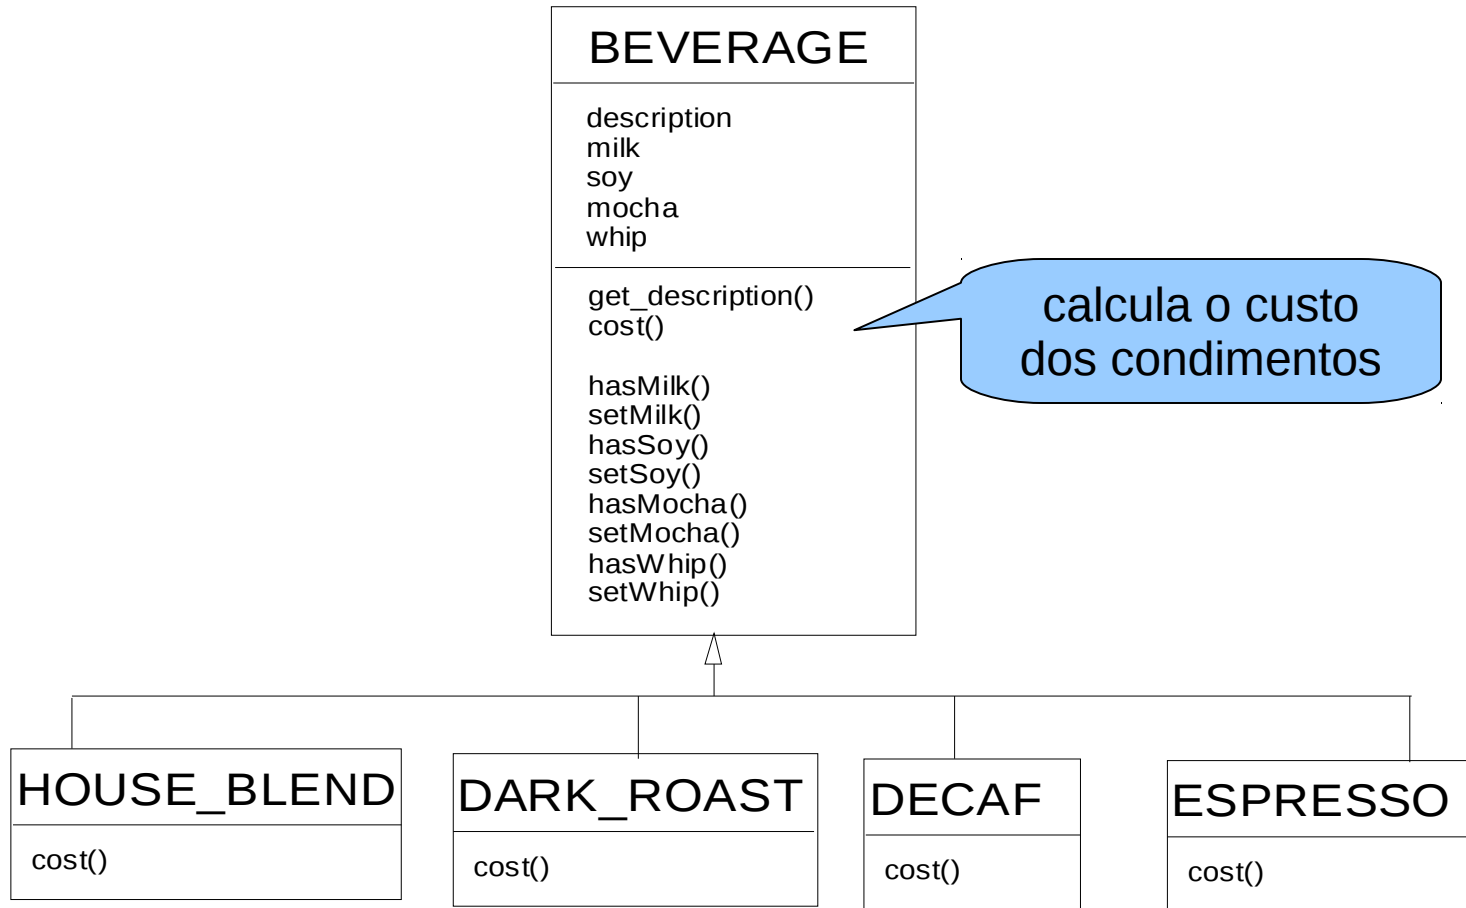 BEVERAGE
description
milk
soy
mocha
whip
get_description()
cost()
hasMilk()
setMilk()
hasSoy()
setSoy()
hasMocha()
setMocha()
hasWhip()
setWhip()
calcula o custo
dos condimentos
HOUSE_BLEND
cost()
DARK_ROAST
cost()
DECAF
cost()
ESPRESSO
cost()